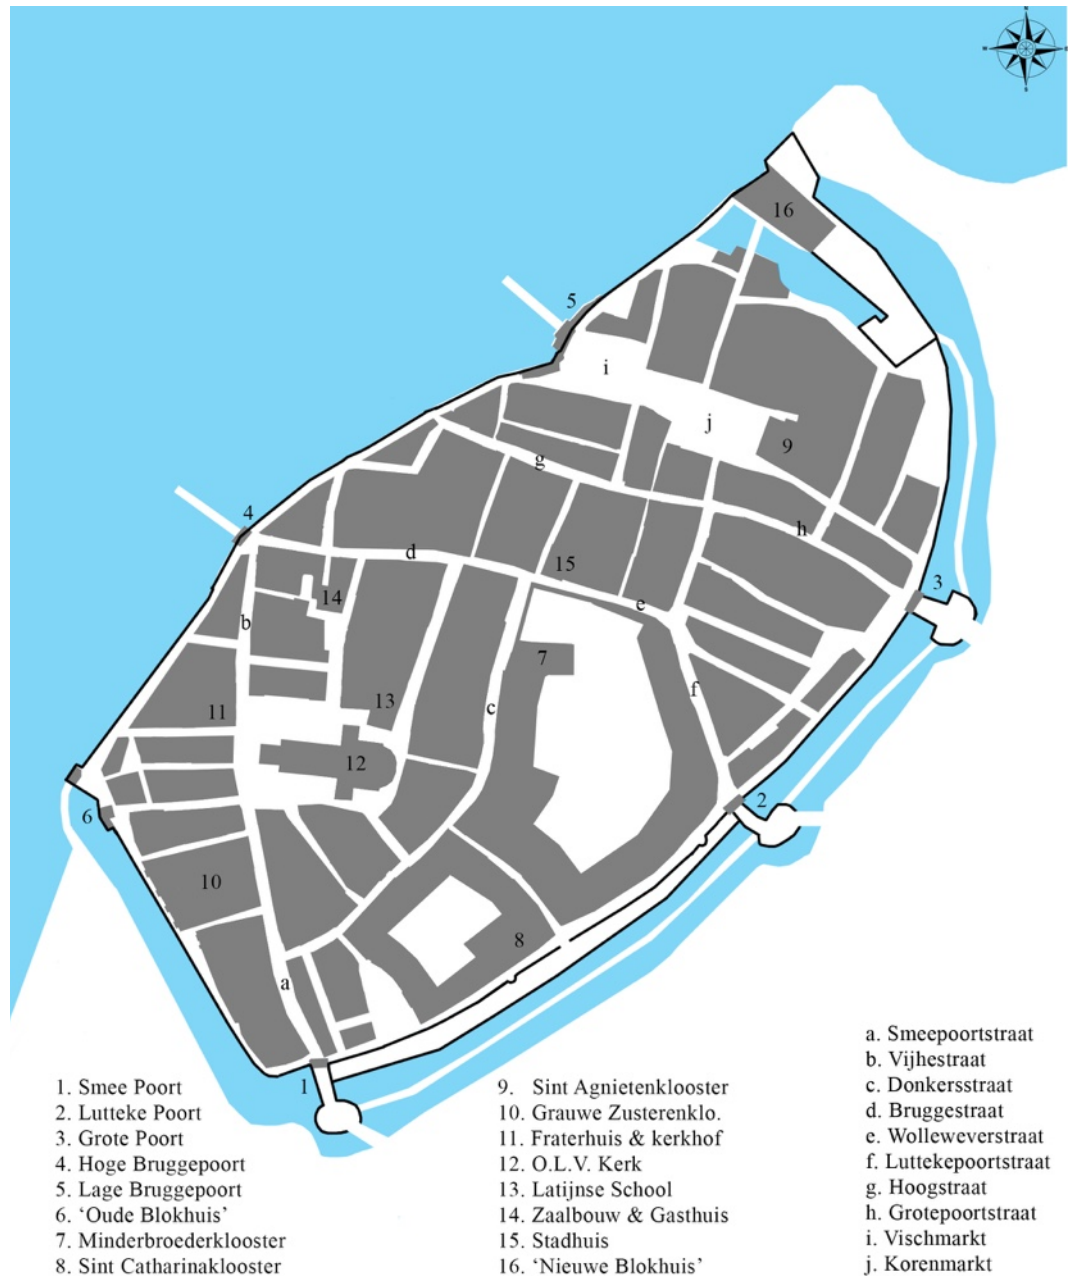 16
5
i
j
9
g
4
h
d
15
3
14
e
b
7
f
13
11
c
12
2
6
10
8
a
1
1. Smee Poort
2. Lutteke Poort
3. Grote Poort
4. Hoge Bruggepoort
5. Lage Bruggepoort
6. ‘Oude Blokhuis’
7. Minderbroederklooster
8. Sint Catharinaklooster
9. Sint Agnietenklooster
10. Grauwe Zusterenklo.
11. Fraterhuis & kerkhof
12. O.L.V. Kerk
13. Latijnse School
14. Zaalbouw & Gasthuis
15. Stadhuis
16. ‘Nieuwe Blokhuis’
a. Smeepoortstraat
b. Vijhestraat
c. Donkersstraat
d. Bruggestraat
e. Wolleweverstraat
f. Luttekepoortstraat
g. Hoogstraat
h. Grotepoortstraat
i. Vischmarkt
j. Korenmarkt